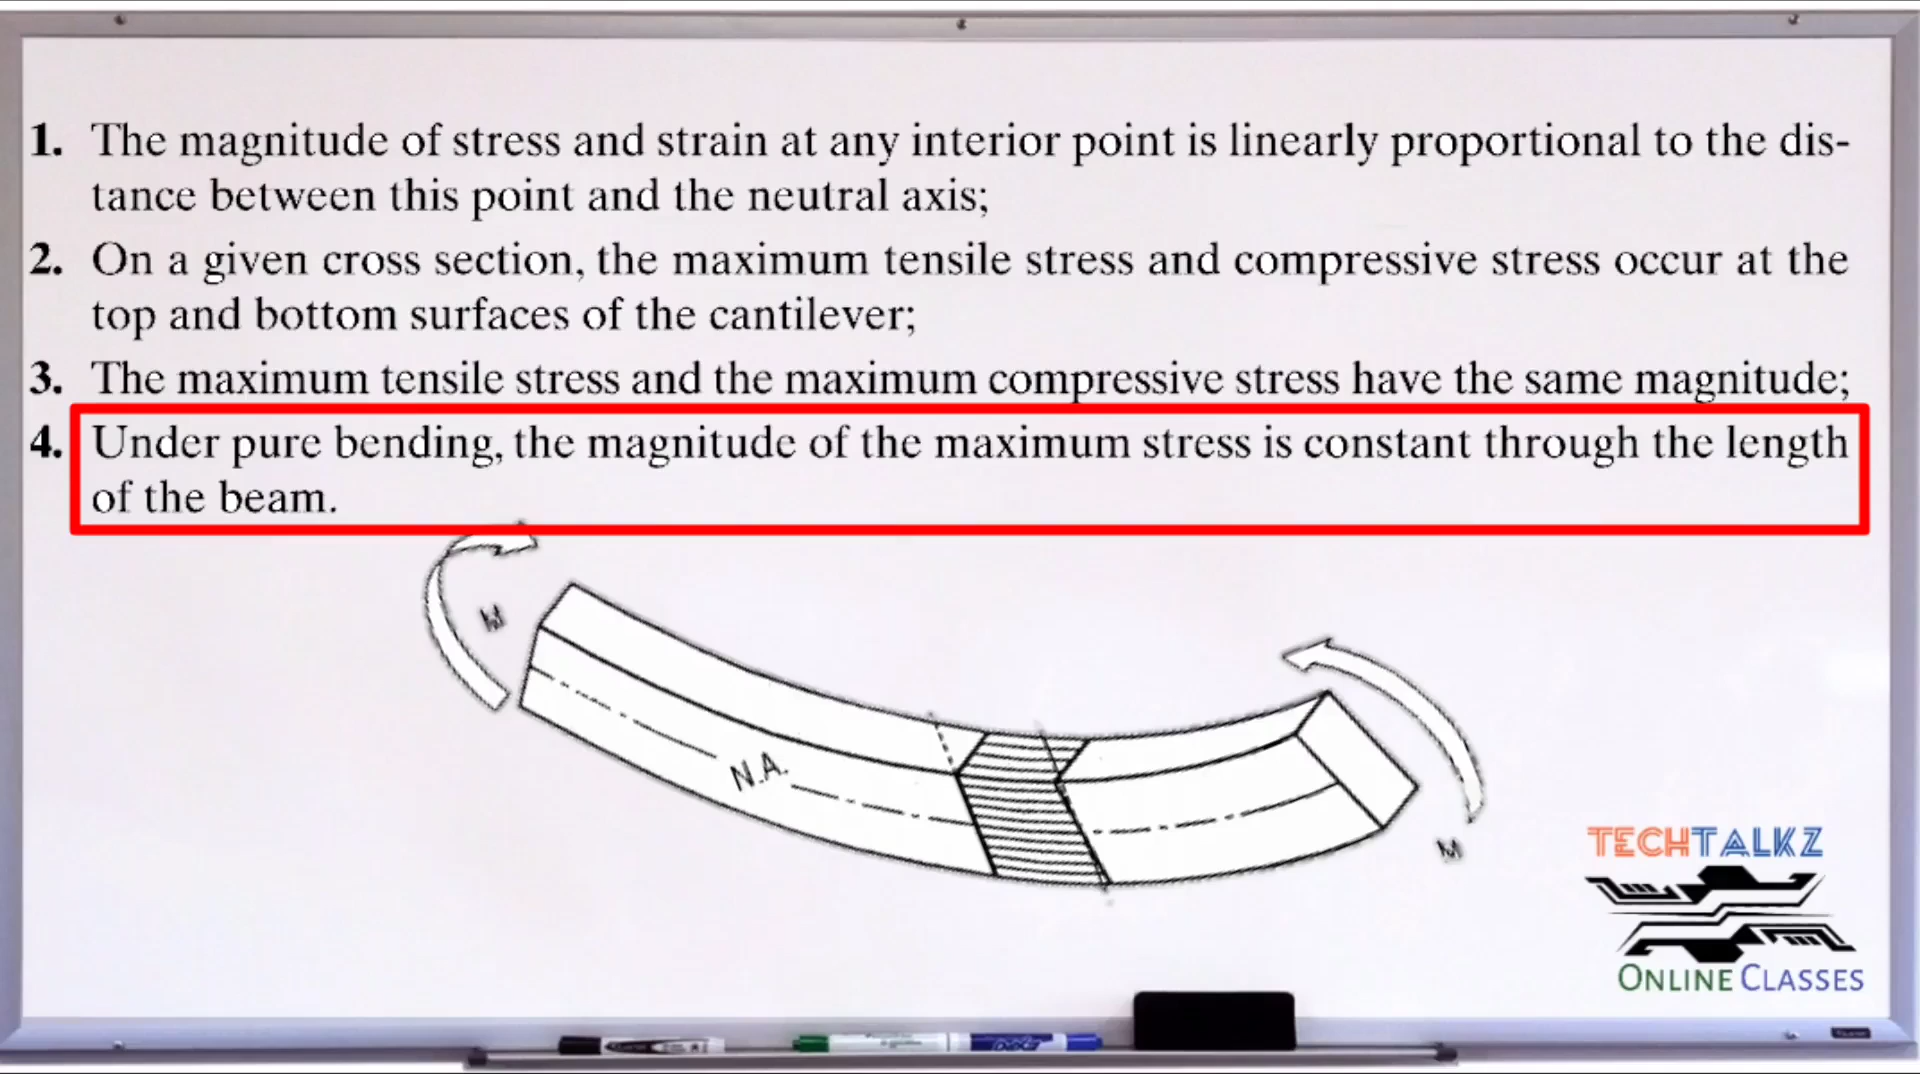 1. The magnitude of stress and strain at any interior point is linearly proportional to the dis-
tance between this point and the neutral axis;
2. On a given cross section, the maximum tensile stress and compressive stress occur at the
top and bottom surfaces of the cantilever;
3. The maximum tensile stress and the maximum compressive stress have the same magnitude;
4. Under pure bending, the magnitude of the maximum stress is constant through the length
of the beam.
M
N.A.
M
TECHTALKZ
ONLINE CLASSES